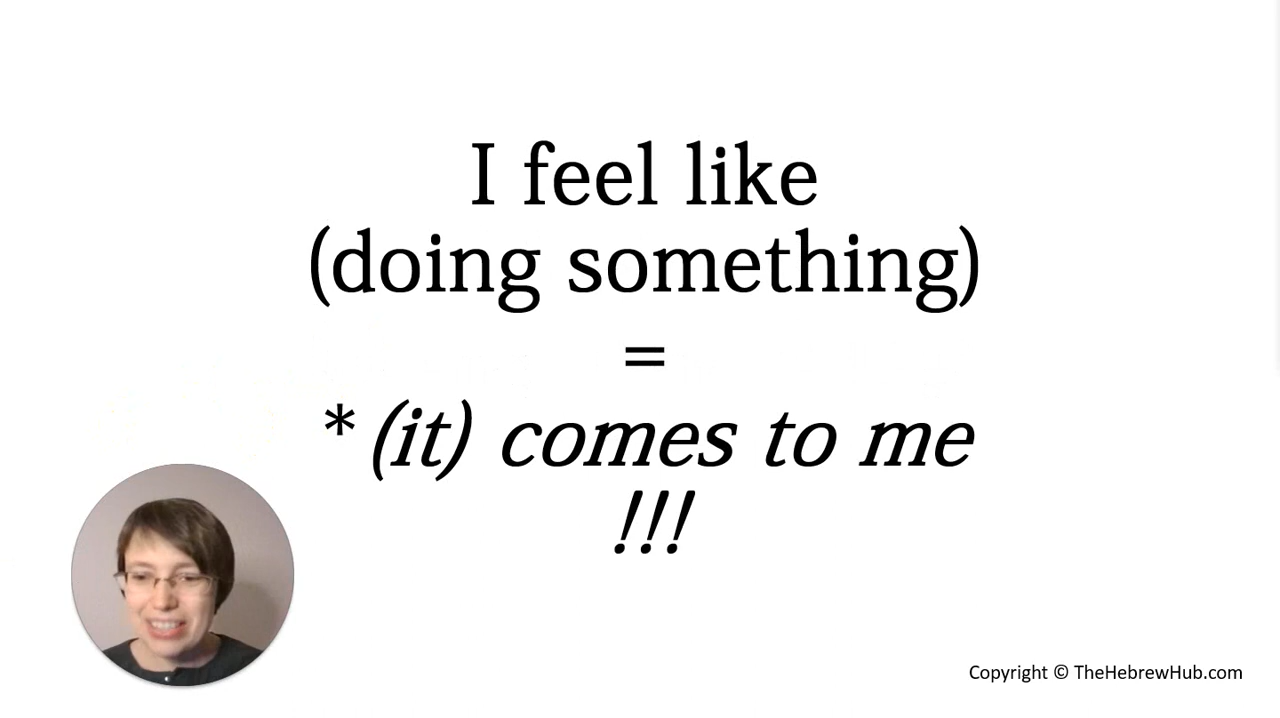 I feel like
(doing something)
=
*(it) comes to me
!!!
Copyright © TheHebrewHub.com